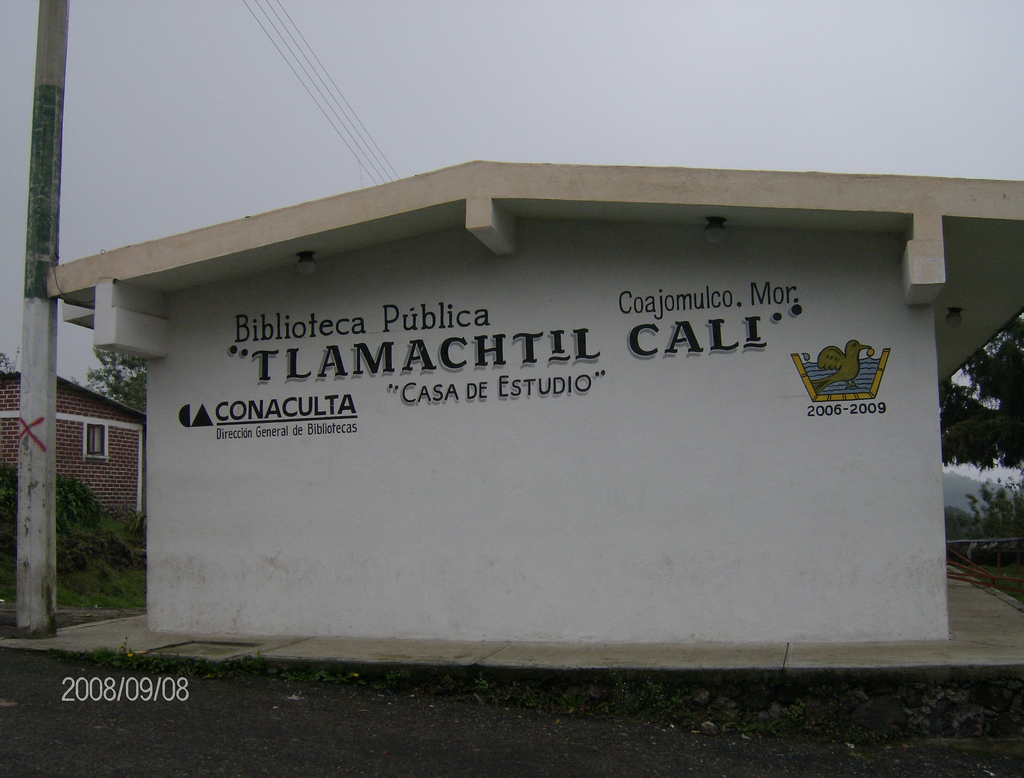 Biblioteca Pública
Coajomulco. Mor.
"TLAMACHTIL CALI"
"CASA DE ESTUDIO"
CA CONACULTA
Dirección General de Bibliotecas
2006-2009
2008/09/08